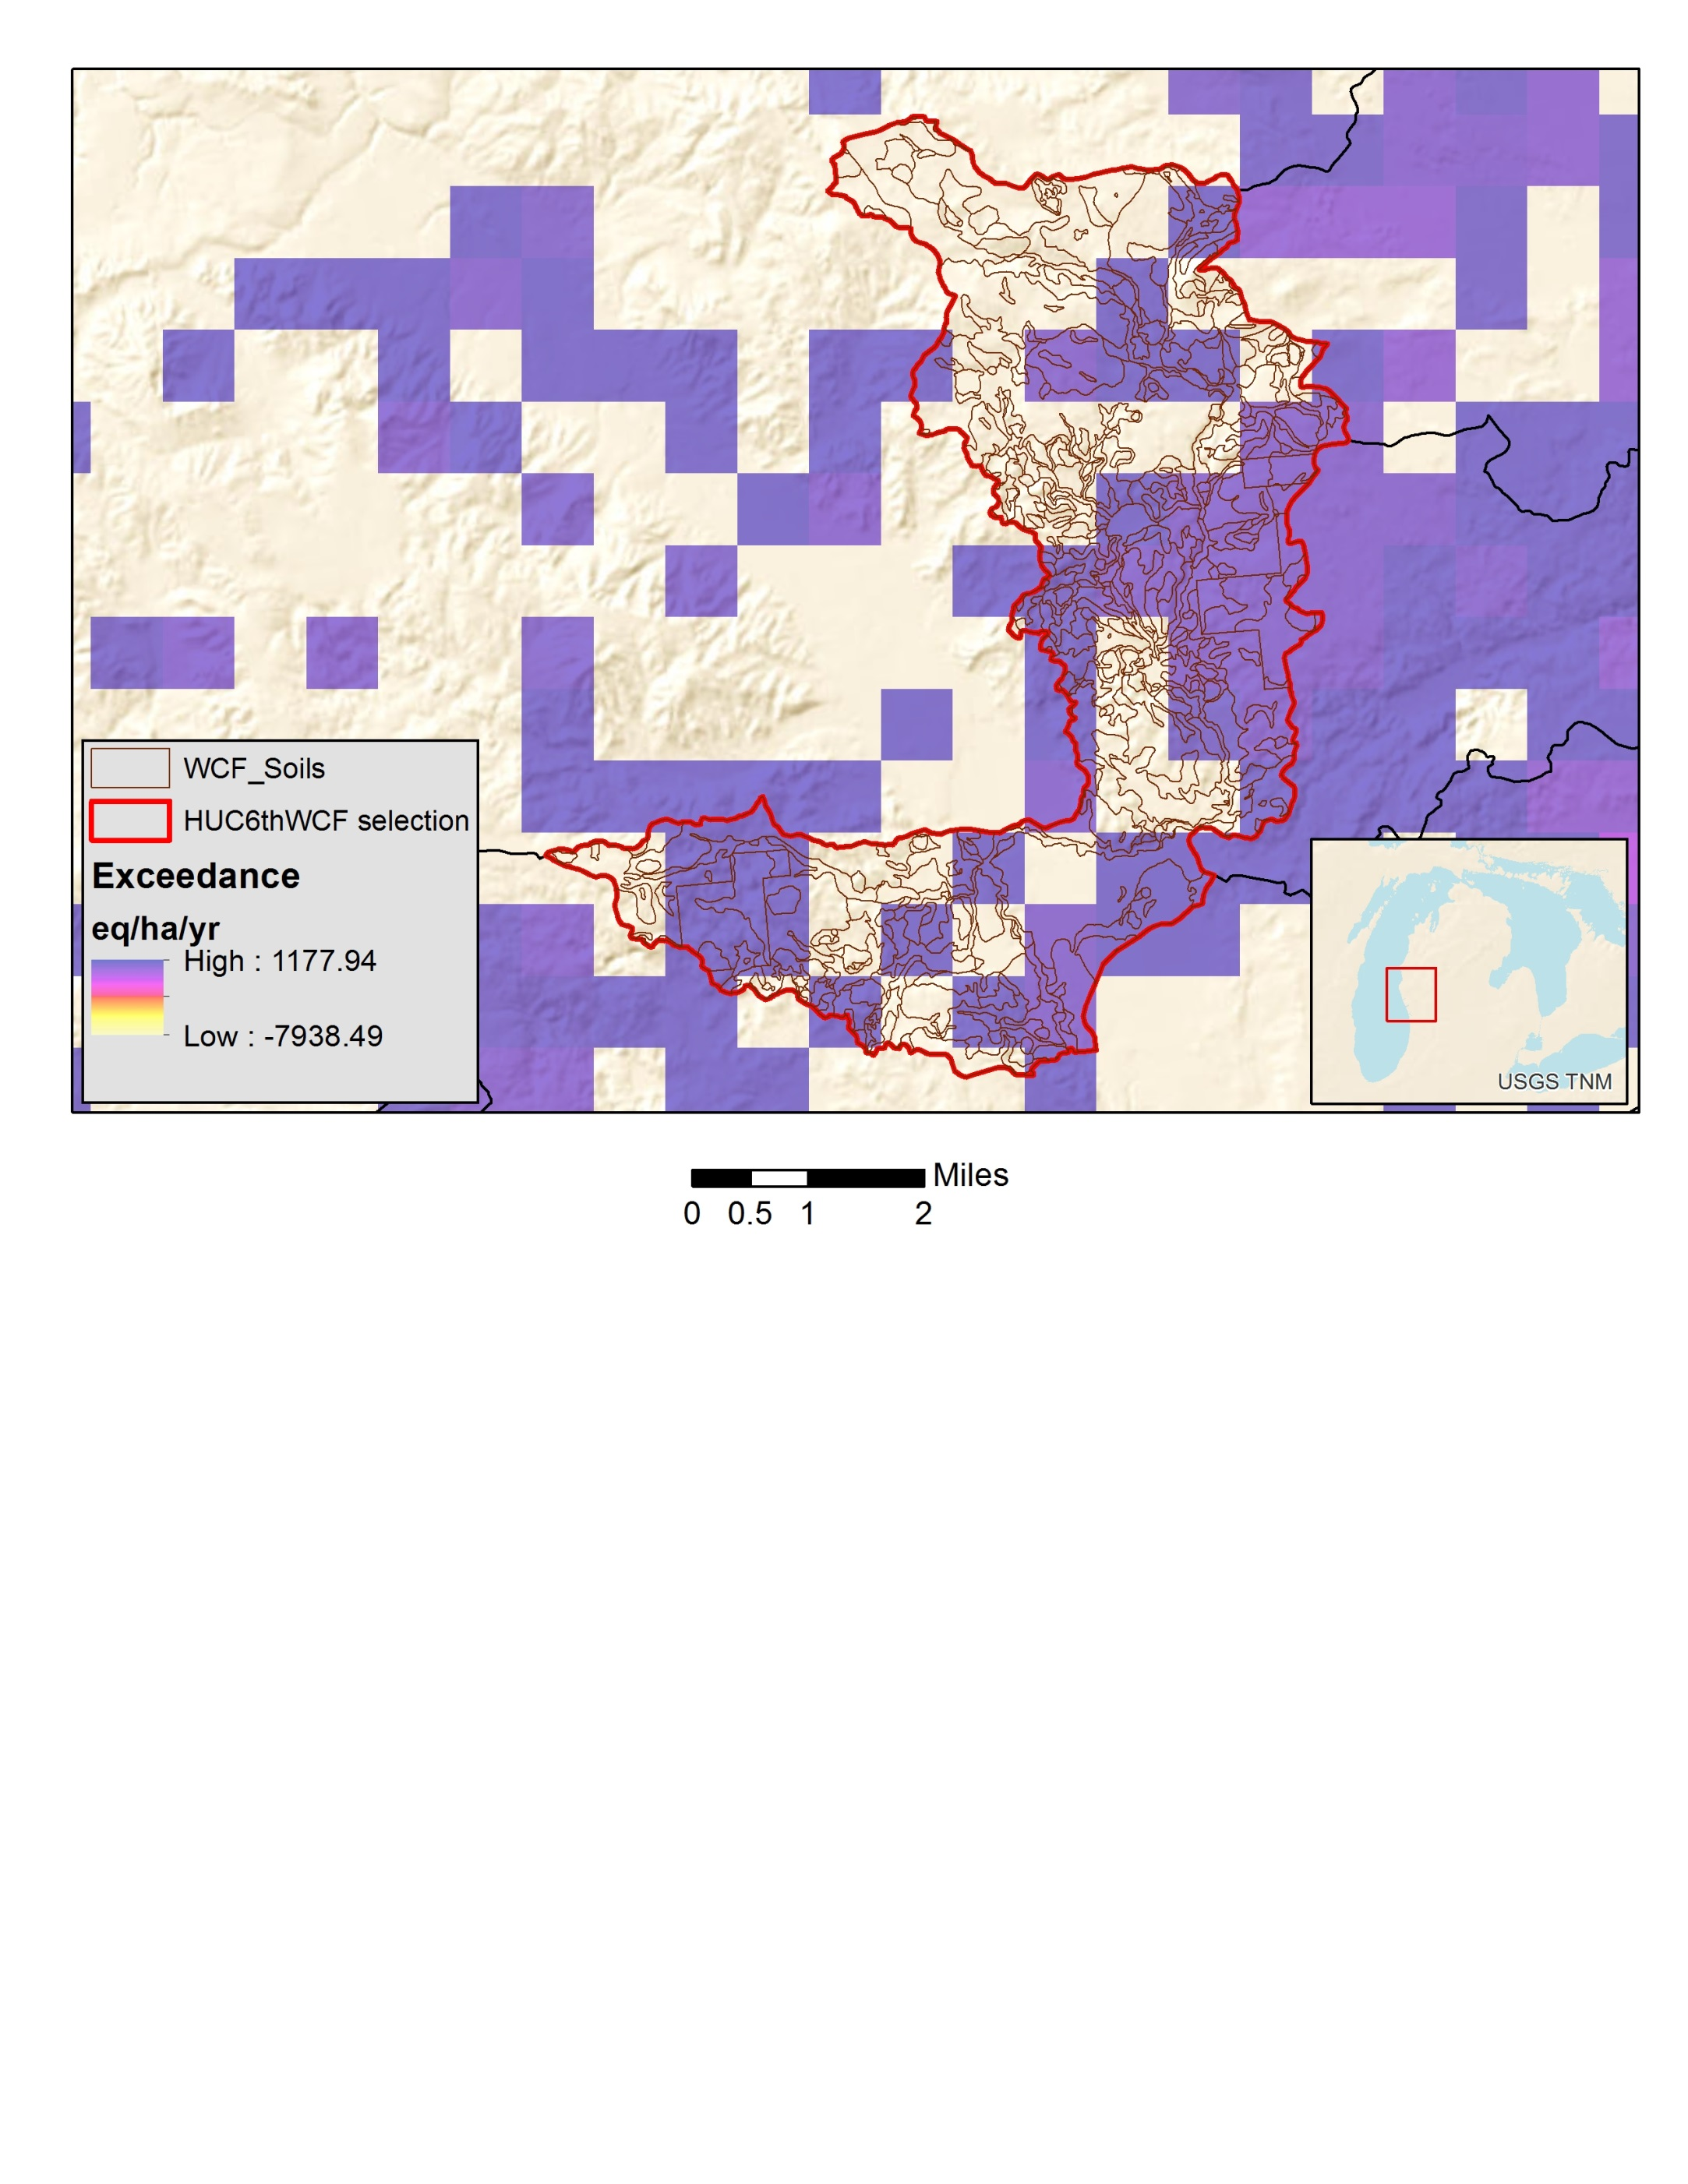 WCF_Soils
HUC6thWCF selection
Exceedance
eq/ha/yr
High : 1177.94
Low : -7938.49
USGS TNM
Miles
0 0.5 1 2